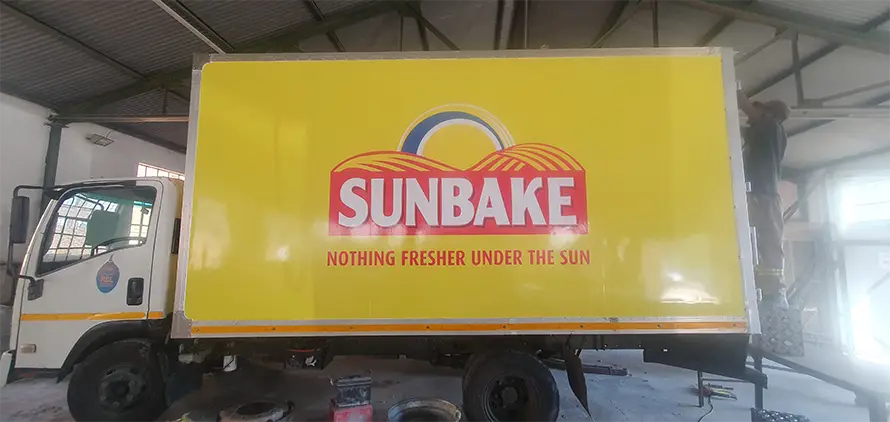 SUNBAKE
NOTHING FRESHER UNDER THE SUN